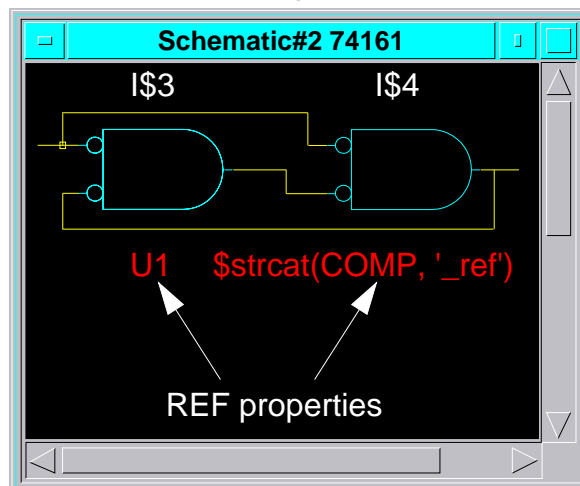 Schematic#2 74161
I$3 I$4
U1 $strcat(COMP, '_ref')
REF properties